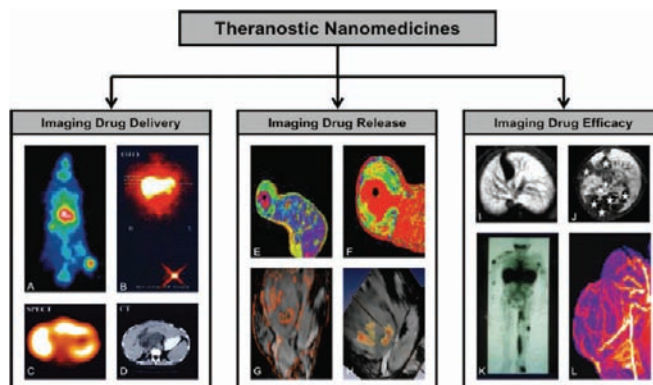 Theranostic Nanomedicines
Imaging Drug Delivery
Imaging Drug Release
Imaging Drug Efficacy
A
B
SPECT
CT
C
D
E
F
G
H
I
J
K
L